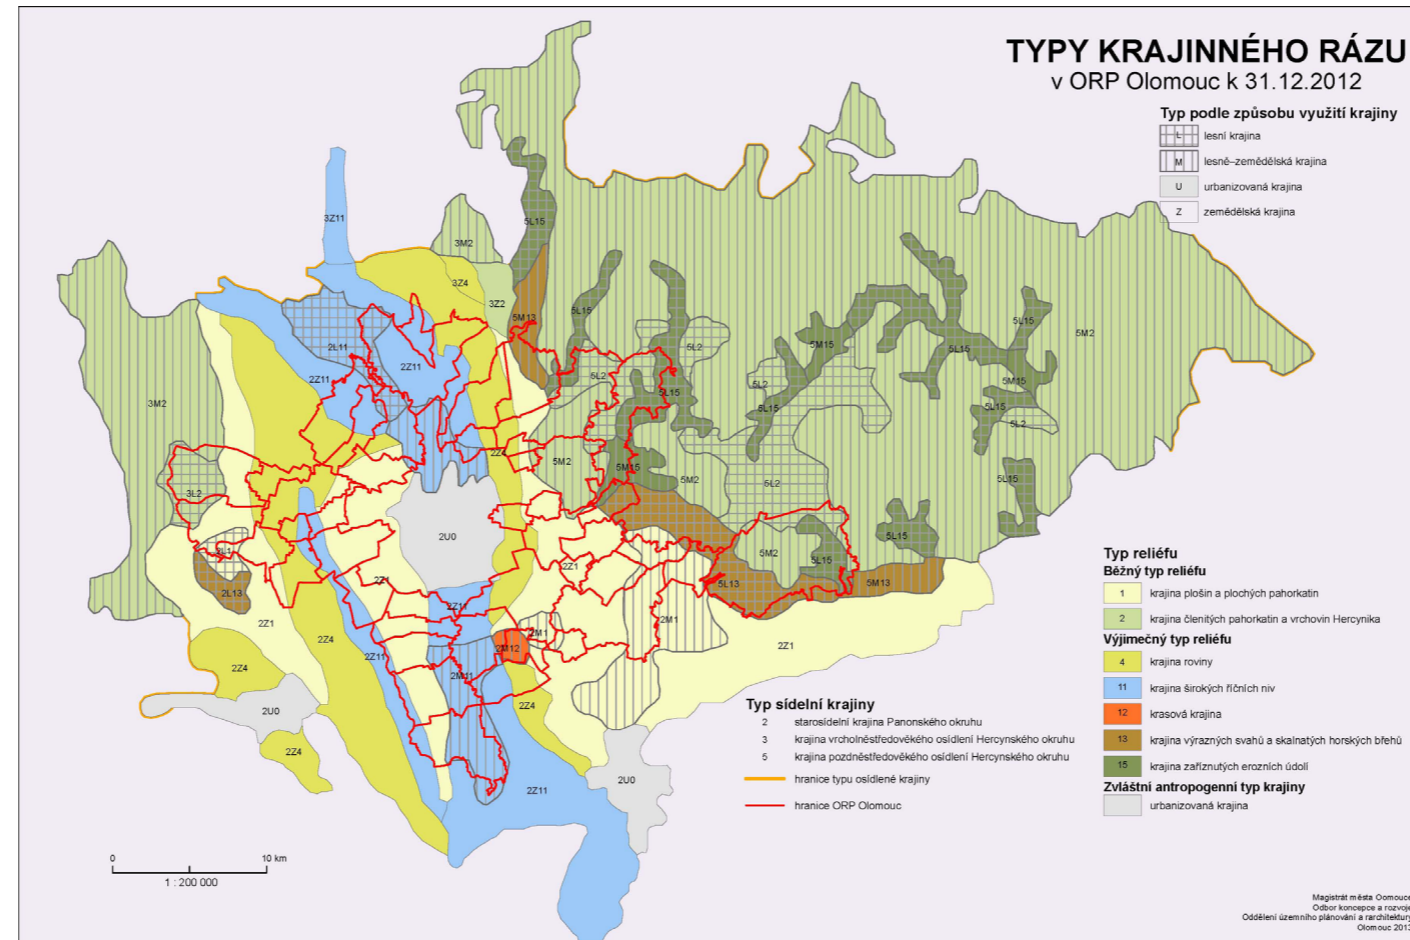 TYPY KRAJINNÉHO RÁZU
v ORP Olomouc k 31.12.2012
Typ podle způsobu využití krajiny
L lesní krajina
M lesně–zemědělská krajina
U urbanizovaná krajina
Z zemědělská krajina
3Z11
5L15
3M2
3Z4
3Z2
5M13
5L15
2L11
2Z11
2Z11
5L2
5M15
5L15
5L15
5M2
5L2
5L2
5M15
3M2
5L15
5L15
5L15
5L2
2Z4
5M2
5M15
5M2
5L2
5L15
3L2
2U0
5L15
2L1
5M2
5L15
2Z1
2Z1
5L13
5M13
2L13
2Z11
2Z1
2M1
2M1
2Z4
2M12
2Z1
2Z11
2Z4
2M11
2U0
2Z4
2Z4
2U0
2Z11
Typ reliéfu
Běžný typ reliéfu
1 krajina plošin a plochých pahorkatin
2 krajina členitých pahorkatin a vrchovin Hercynika
Výjimečný typ reliéfu
4 krajina roviny
11 krajina širokých říčních niv
12 krasová krajina
13 krajina výrazných svahů a skalnatých horských břehů
15 krajina zaříznutých erozních údolí
Zvláštní antropogenní typ krajiny
urbanizovaná krajina
Typ sídelní krajiny
2 starosídelní krajina Panonského okruhu
3 krajina vrcholněstředověkého osídlení Hercynského okruhu
5 krajina pozdněstředověkého osídlení Hercynského okruhu
hranice typu osídlené krajiny
hranice ORP Olomouc
0 10 km
1 : 200 000
Magistrát města Oomouce
Odbor koncepce a rozvoje
Oddělení územního plánování a rarchitektury
Olomouc 2013